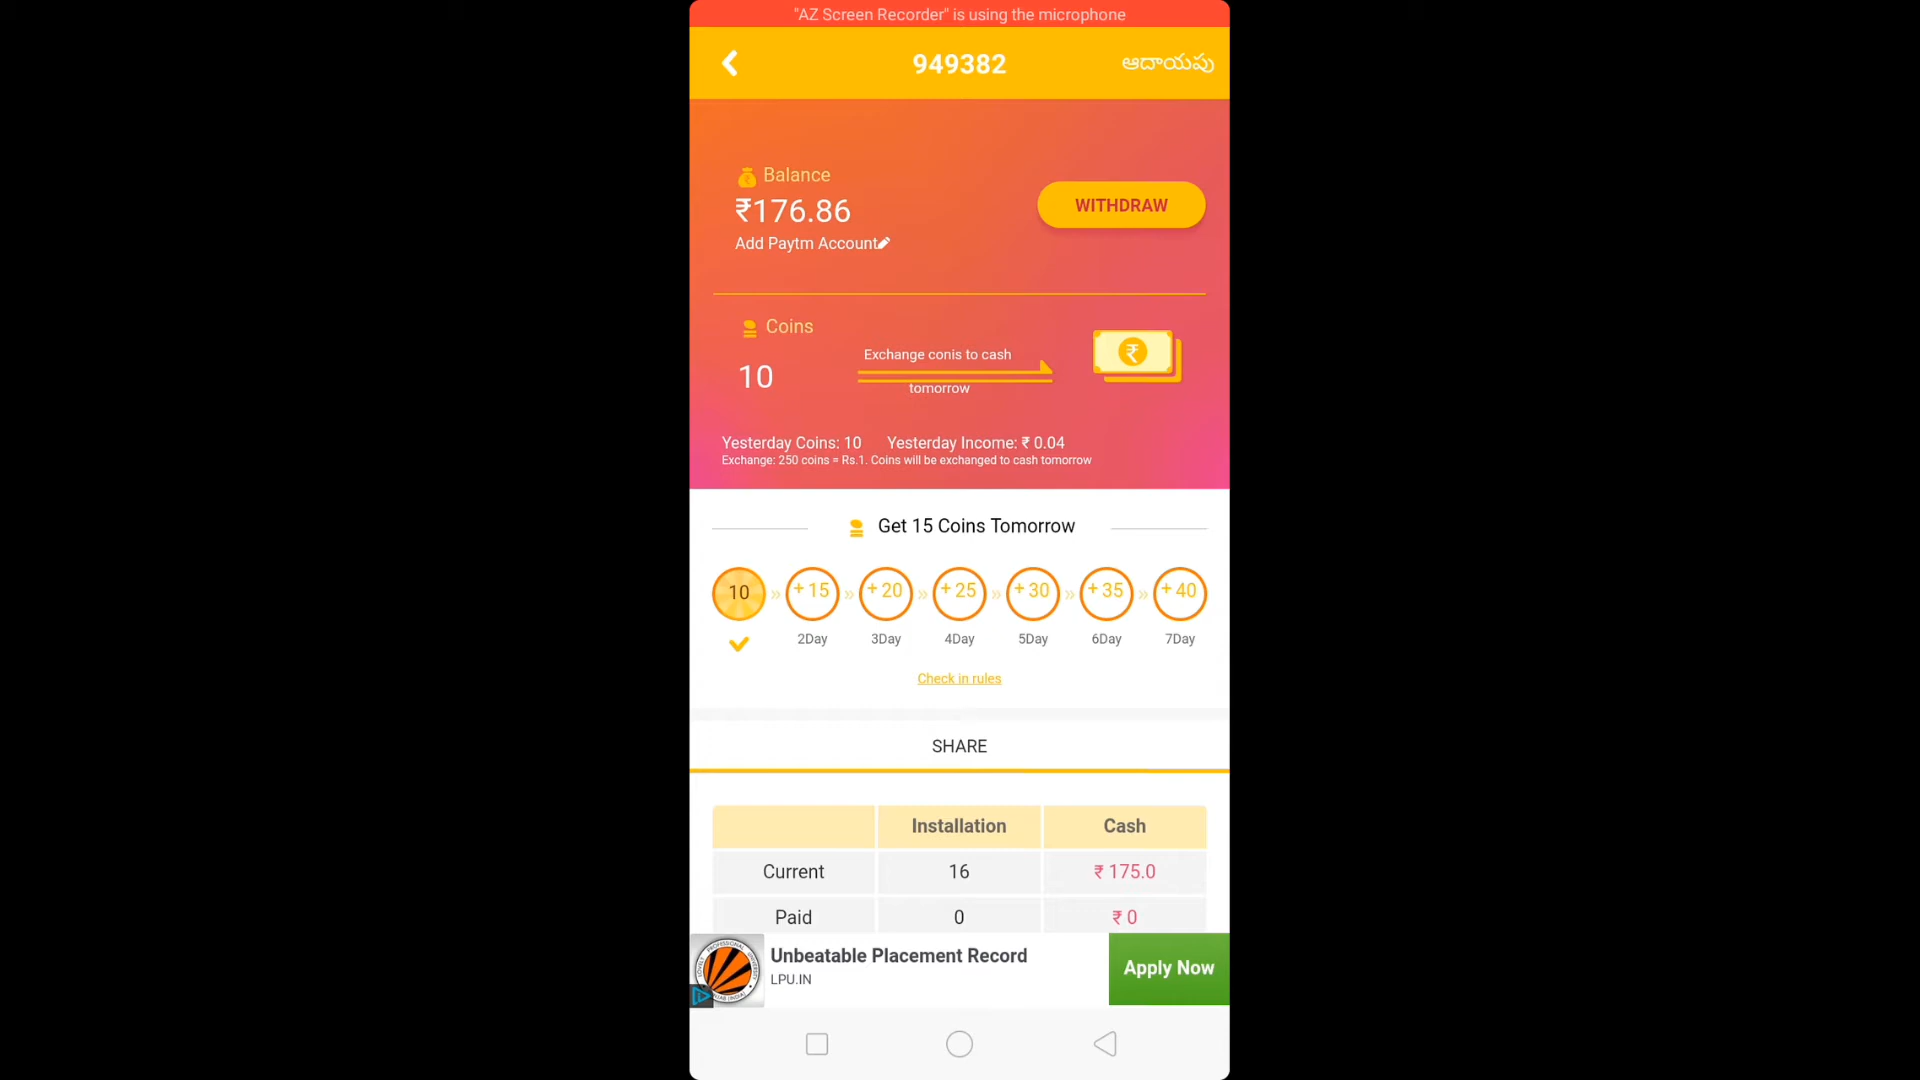 "AZ Screen Recorder" is using the microphone
949382
ఆదాయపు
Balance
₹176.86
WITHDRAW
Add Paytm Account
Coins
Exchange conis to cash
10
tomorrow
Yesterday Coins: 10 Yesterday Income: ₹ 0.04
Exchange: 250 coins = Rs.1. Coins will be exchanged to cash tomorrow
Get 15 Coins Tomorrow
10 » +15 » +20 » +25 » +30 » +35 » +40
2Day 3Day 4Day 5Day 6Day 7Day
Check in rules
SHARE
Installation Cash
Current 16 ₹ 175.0
Paid 0 ₹ 0
Unbeatable Placement Record
LPU.IN
Apply Now